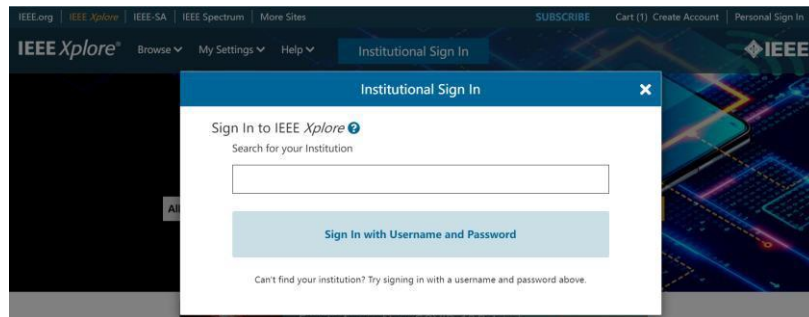 IEEE.org IEEE Xplore IEEE-SA IEEE Spectrum More Sites SUBSCRIBE Cart (1) Create Account Personal Sign In
IEEE Xplore® Browse My Settings Help Institutional Sign In IEEE
Institutional Sign In
Sign In to IEEE Xplore
Search for your Institution
All
Sign In with Username and Password
Can't find your institution? Try signing in with a username and password above.